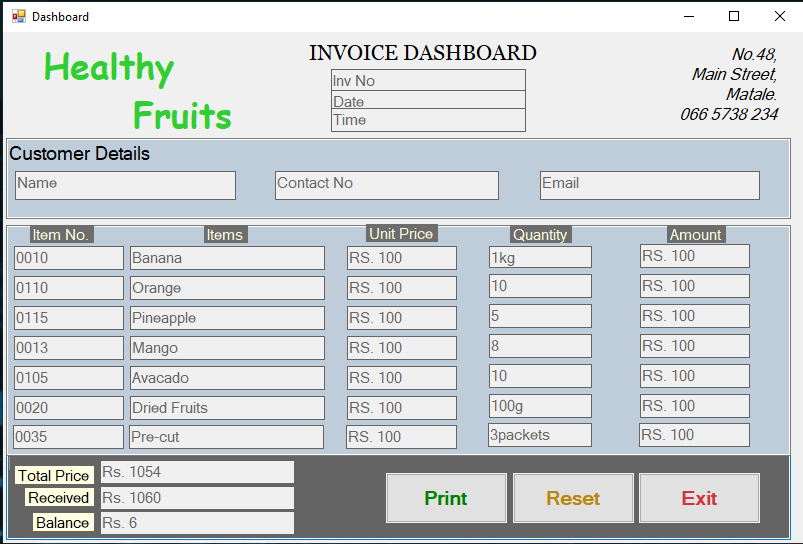 Dashboard
Healthy
Fruits
INVOICE DASHBOARD
Inv No
Date
Time
No.48,
Main Street,
Matale.
066 5738 234
Customer Details
Name Contact No Email
Item No. Items Unit Price Quantity Amount
0010 Banana RS. 100 1kg RS. 100
0110 Orange RS. 100 10 RS. 100
0115 Pineapple RS. 100 5 RS. 100
0013 Mango RS. 100 8 RS. 100
0105 Avacado RS. 100 10 RS. 100
0020 Dried Fruits RS. 100 100g RS. 100
0035 Pre-cut RS. 100 3packets RS. 100
Total Price Rs. 1054
Received Rs. 1060
Balance Rs. 6
Print Reset Exit